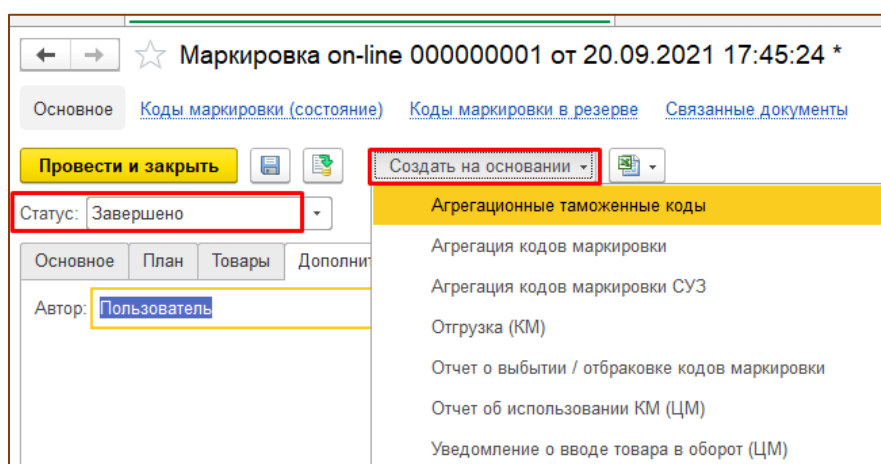 Маркировка on-line 000000001 от 20.09.2021 17:45:24 *
Основное Коды маркировки (состояние) Коды маркировки в резерве Связанные документы
Провести и закрыть Создать на основании
Статус: Завершено
Агрегационные таможенные коды
Основное План Товары Дополнит
Агрегация кодов маркировки
Агрегация кодов маркировки СУЗ
Автор: Пользователь
Отгрузка (КМ)
Отчет о выбытии / отбраковке кодов маркировки
Отчет об использовании КМ (ЦМ)
Уведомление о вводе товара в оборот (ЦМ)